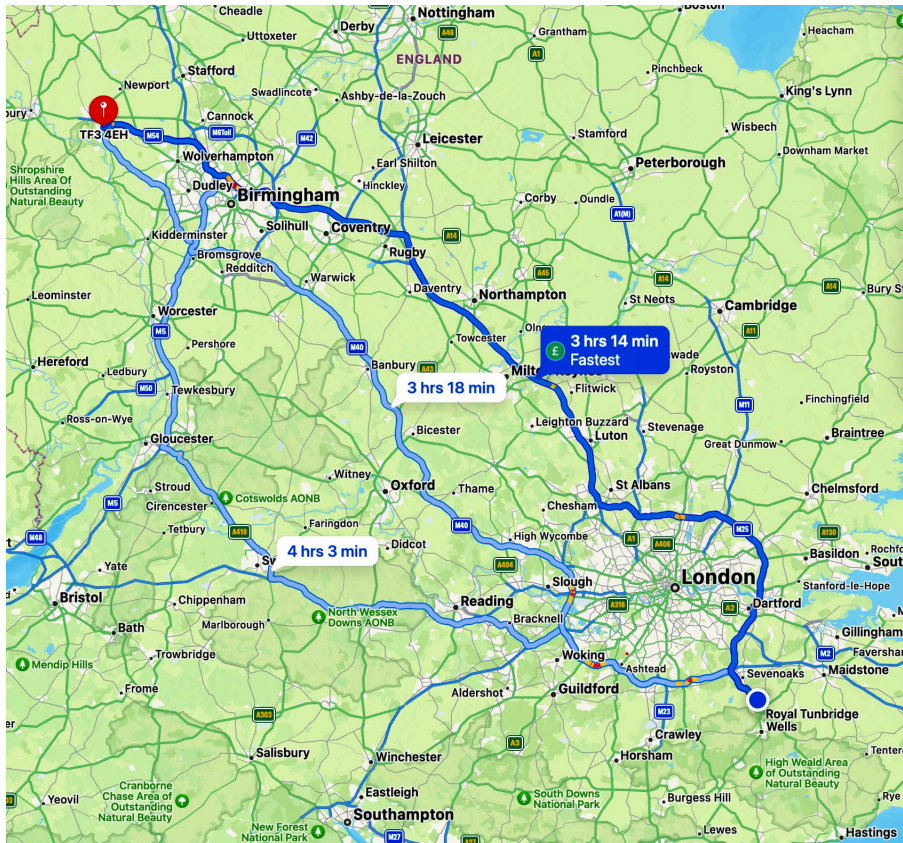 Cheadle
Nottingham
Boston
Derby
Grantham
Heacham
Uttoxeter
A46
A1
ENGLAND
Stafford
Pinchbeck
Newport
Swadlincote
Ashby-de-la-Zouch
King's Lynn
Cannock
M6Toll
M42
Stamford
Wisbech
TF3 4EH
M54
Leicester
Downham Market
Wolverhampton
Earl Shilton
Peterborough
Shropshire
Hills Area Of
Outstanding
Natural Beauty
Dudley
Birmingham
Hinckley
Corby
Oundle
A1(M)
Solihull
Coventry
A14
Kidderminster
Rugby
Bromsgrove
Redditch
Warwick
A45
A14
A14
Leominster
Daventry
Northampton
St Neots
Cambridge
Bury St
Worcester
M5
A11
Towcester
3 hrs 14 min
Fastest
£
Pershore
M40
Hereford
Ledbury
Banbury
A43
Royston
M50
Tewkesbury
3 hrs 18 min
Flitwick
M11
Finchingfield
Ross-on-Wye
Bicester
Leighton Buzzard
Stevenage
Luton
Great Dunmow
Braintree
Gloucester
Witney
Stroud
Oxford
Thame
St Albans
Chelmsford
Cotswolds AONB
Cirencester
M5
Chesham
Tetbury
A419
Faringdon
M40
M25
A130
M48
High Wycombe
A1
A406
Didcot
4 hrs 3 min
Basildon
Yate
A404
Slough
London
Stanford-le-Hope
Bristol
Chippenham
North Wessex
Downs AONB
Reading
A316
A2
Dartford
Marlborough
Bracknell
Bath
Gillingham
Mendip Hills
Trowbridge
Woking
Ashtead
Sevenoaks
M2
Faversham
Maidstone
Frome
Aldershot
Guildford
M23
Royal Tunbridge
Wells
A303
A3
Crawley
Salisbury
Winchester
Horsham
High Weald Area
of Outstanding
Natural Beauty
Cranborne
Chase Area of
Outstanding
Natural Beauty
Yeovil
Eastleigh
South Downs
National Park
Burgess Hill
Rye
Southampton
New Forest
National Park
M27
Lewes
Hastings